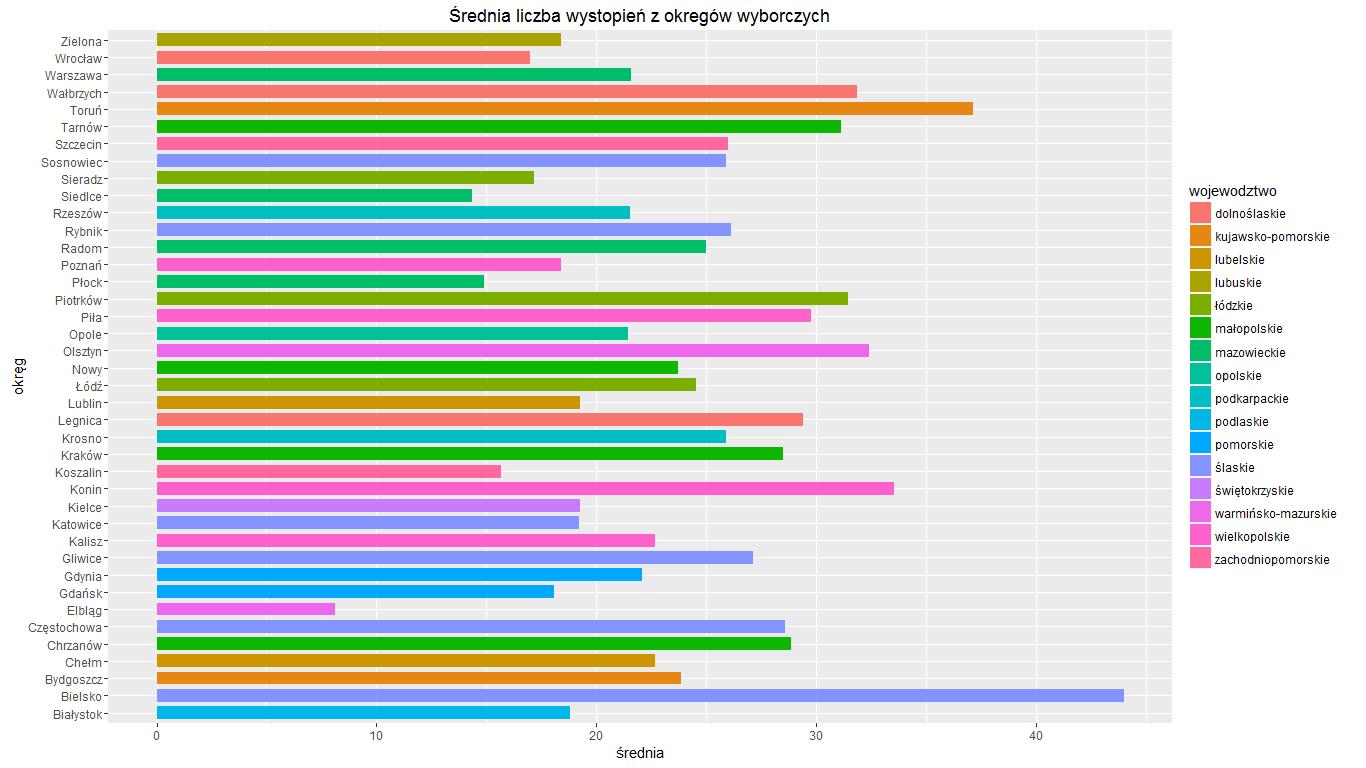 Średnia liczba wystopień z okregów wyborczych
okręg
Zielona
Wrocław
Warszawa
Wałbrzych
Toruń
Tarnów
Szczecin
Sosnowiec
Sieradz
Siedlce
Rzeszów
Rybnik
Radom
Poznań
Płock
Piotrków
Piła
Opole
Olsztyn
Nowy
Łódź
Lublin
Legnica
Krosno
Kraków
Koszalin
Konin
Kielce
Katowice
Kalisz
Gliwice
Gdynia
Gdańsk
Elbląg
Częstochowa
Chrzanów
Chełm
Bydgoszcz
Bielsko
Białystok
0 10 20 30 40
średnia
wojewodztwo
dolnoślaskie
kujawsko-pomorskie
lubelskie
lubuskie
łódzkie
małopolskie
mazowieckie
opolskie
podkarpackie
podlaskie
pomorskie
ślaskie
świętokrzyskie
warmińsko-mazurskie
wielkopolskie
zachodniopomorskie